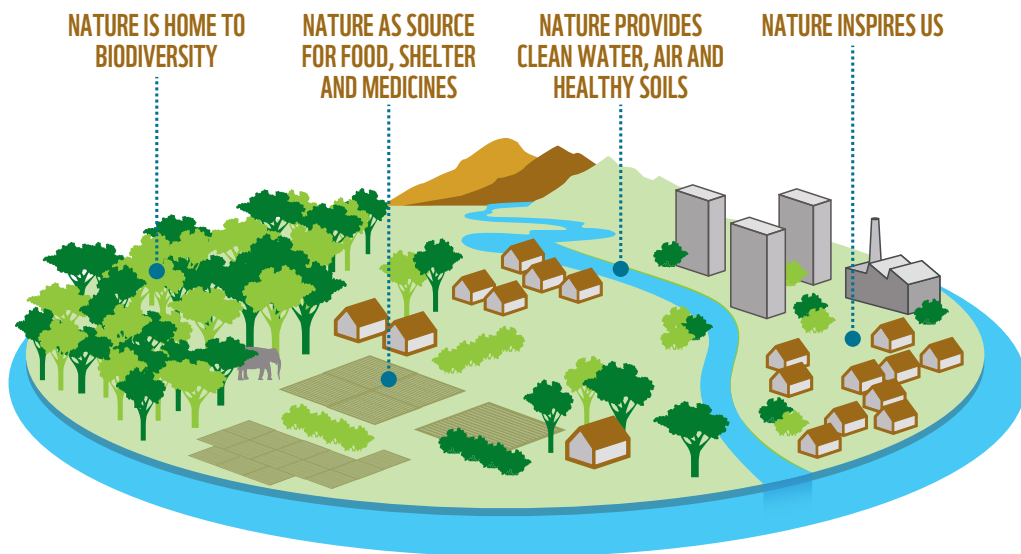 NATURE IS HOME TO
BIODIVERSITY
NATURE AS SOURCE
FOR FOOD, SHELTER
AND MEDICINES
NATURE PROVIDES
CLEAN WATER, AIR AND
HEALTHY SOILS
NATURE INSPIRES US